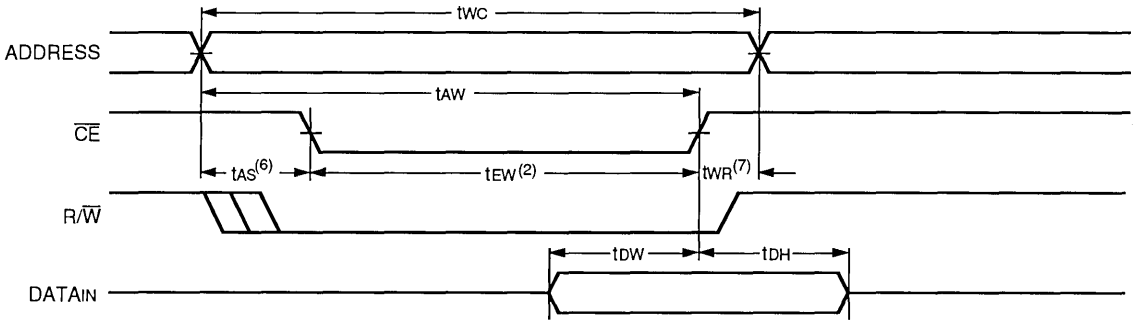 tWC
ADDRESS
tAW
CE
tAS(6)
tEW(2)
tWR(7)
R/W
tDW
tDH
DATAIN